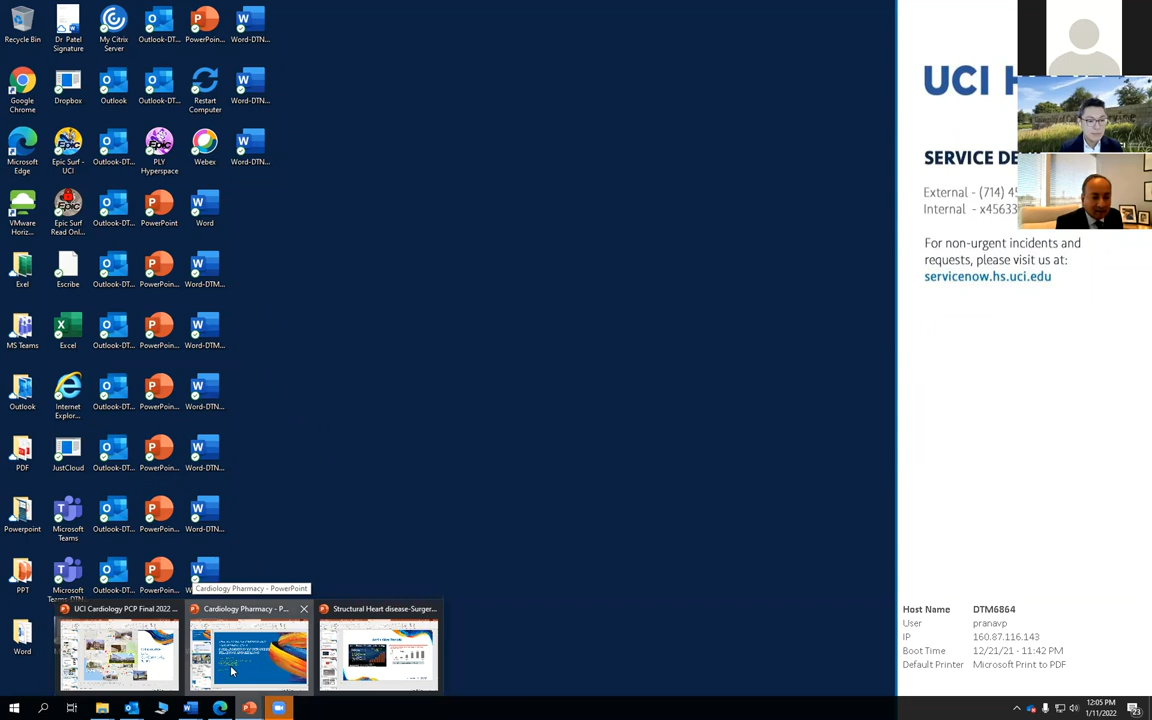 Recycle Bin
Dr. Patel
Signature
My Citrix
Server
Outlook-DT...
PowerPoin...
Word-DTN...
Google
Chrome
Dropbox
Outlook
Outlook-DT...
Restart
Computer
Word-DTN...
Microsoft
Edge
Epic Surf -
UCI
Outlook-DT...
PLY
Hyperspace
Webex
Word-DTN...
VMware
Horiz...
Epic Surf
Read Onl...
Outlook-DT...
PowerPoint
Word
Exel
Escribe
Outlook-DT...
PowerPoin...
Word-DTM...
MS Teams
Excel
Outlook-DT...
PowerPoin...
Word-DTM...
Outlook
Internet
Explor...
Outlook-DT...
PowerPoin...
Word-DTN...
PDF
JustCloud
Outlook-DT...
PowerPoin...
Word-DTN...
Powerpoint
Microsoft
Teams
Outlook-DT...
PowerPoin...
Word-DTN...
PPT
Microsoft
Outlook-DT...
PowerPoin...
Word
Cardiology Pharmacy - PowerPoint
UCI Cardiology PCP Final 2022 ...
Cardiology Pharmacy - P...
Structural Heart disease-Surger...
UCI H
SERVICE DE
External - (714) 45
Internal - x45633
For non-urgent incidents and
requests, please visit us at:
servicenow.hs.uci.edu
Host Name DTM6864
User pranavp
IP 160.87.116.143
Boot Time 12/21/21 - 11:42 PM
Default Printer Microsoft Print to PDF
12:05 PM
1/11/2022
23